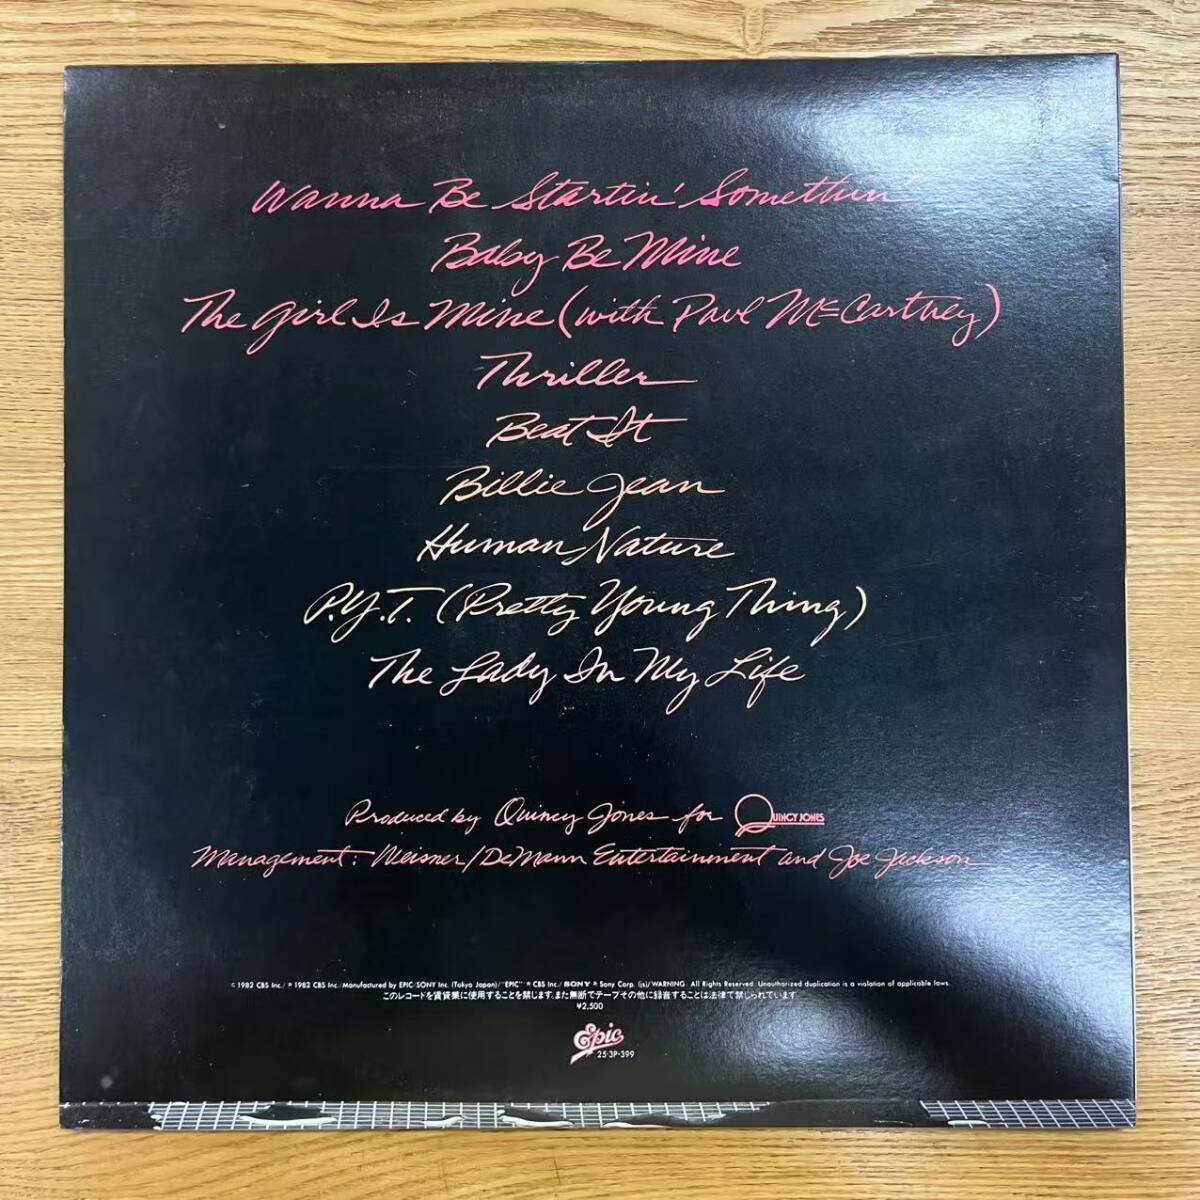 Wanna Be Startin' Somethin'
Baby Be Mine
The Girl Is Mine (with Paul McCartney)
Thriller
Beat It
Billie Jean
Human Nature
P.Y.T. (Pretty Young Thing)
The Lady In My Life
Produced by Quincy Jones for QUINCY JONES
Management: Weisner/DeMann Entertainment and Joe Jackson
© 1982 CBS Inc./℗ 1982 CBS Inc./Manufactured by EPIC/SONY Inc. (Tokyo Japan)/"EPIC" ® CBS Inc./SONY ® Sony Corp. (js)/WARNING: All Rights Reserved. Unauthorized duplication is a violation of applicable laws.
このレコードを賃貸業に使用することを禁じます.また無断でテープその他に録音することは法律で禁じられています
¥2,500
Epic
25·3P-399